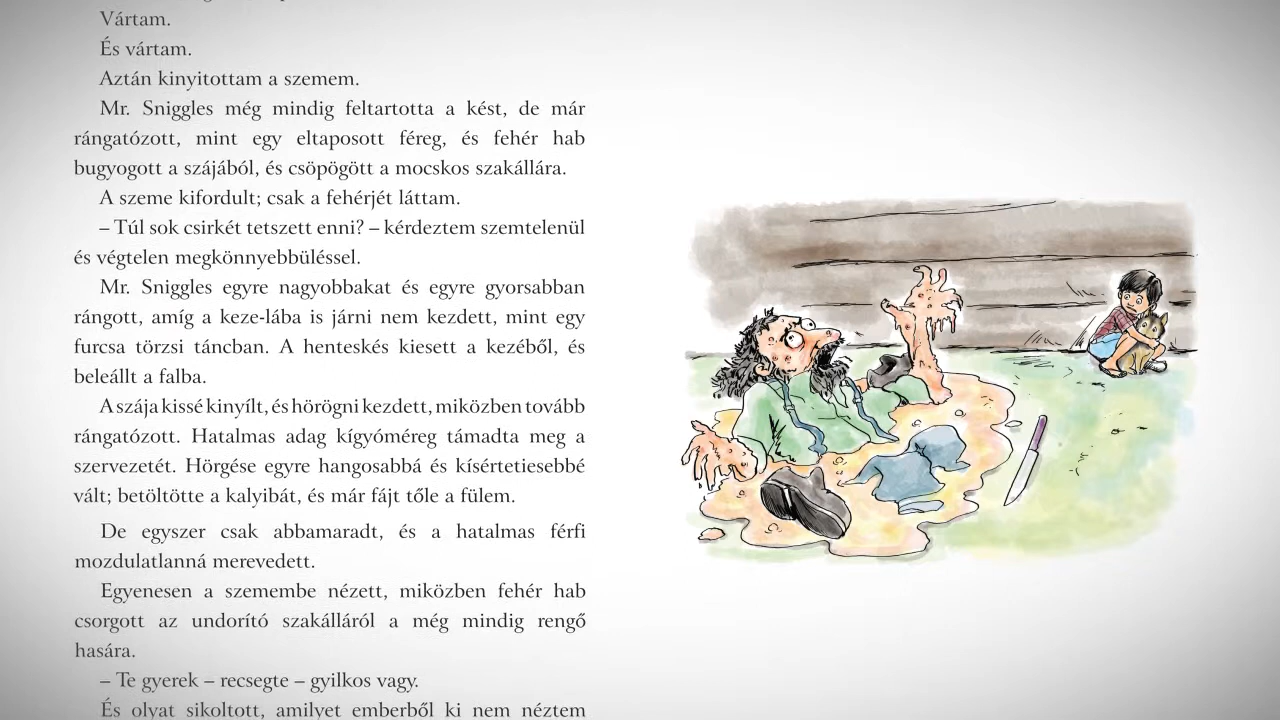 Vártam.
És vártam.
Aztán kinyitottam a szemem.
Mr. Sniggles még mindig feltartotta a kést, de már
rángatózott, mint egy eltaposott féreg, és fehér hab
bugyogott a szájából, és csöpögött a mocskos szakállára.
A szeme kifordult; csak a fehérjét láttam.
– Túl sok csirkét tetszett enni? – kérdeztem szemtelenül
és végtelen megkönnyebbüléssel.
Mr. Sniggles egyre nagyobbakat és egyre gyorsabban
rángott, amíg a keze-lába is járni nem kezdett, mint egy
furcsa törzsi táncban. A henteskés kiesett a kezéből, és
beleállt a falba.
A szája kissé kinyílt, és hörögni kezdett, miközben tovább
rángatózott. Hatalmas adag kígyóméreg támadta meg a
szervezetét. Hörgése egyre hangosabbá és kísértetiesebbé
vált; betöltötte a kalyibát, és már fájt tőle a fülem.
De egyszer csak abbamaradt, és a hatalmas férfi
mozdulatlanná merevedett.
Egyenesen a szemembe nézett, miközben fehér hab
csorgott az undorító szakálláról a még mindig rengő
hasára.
– Te gyerek – recsegte – gyilkos vagy.
És olyat sikoltott, amilyet emberből ki nem néztem